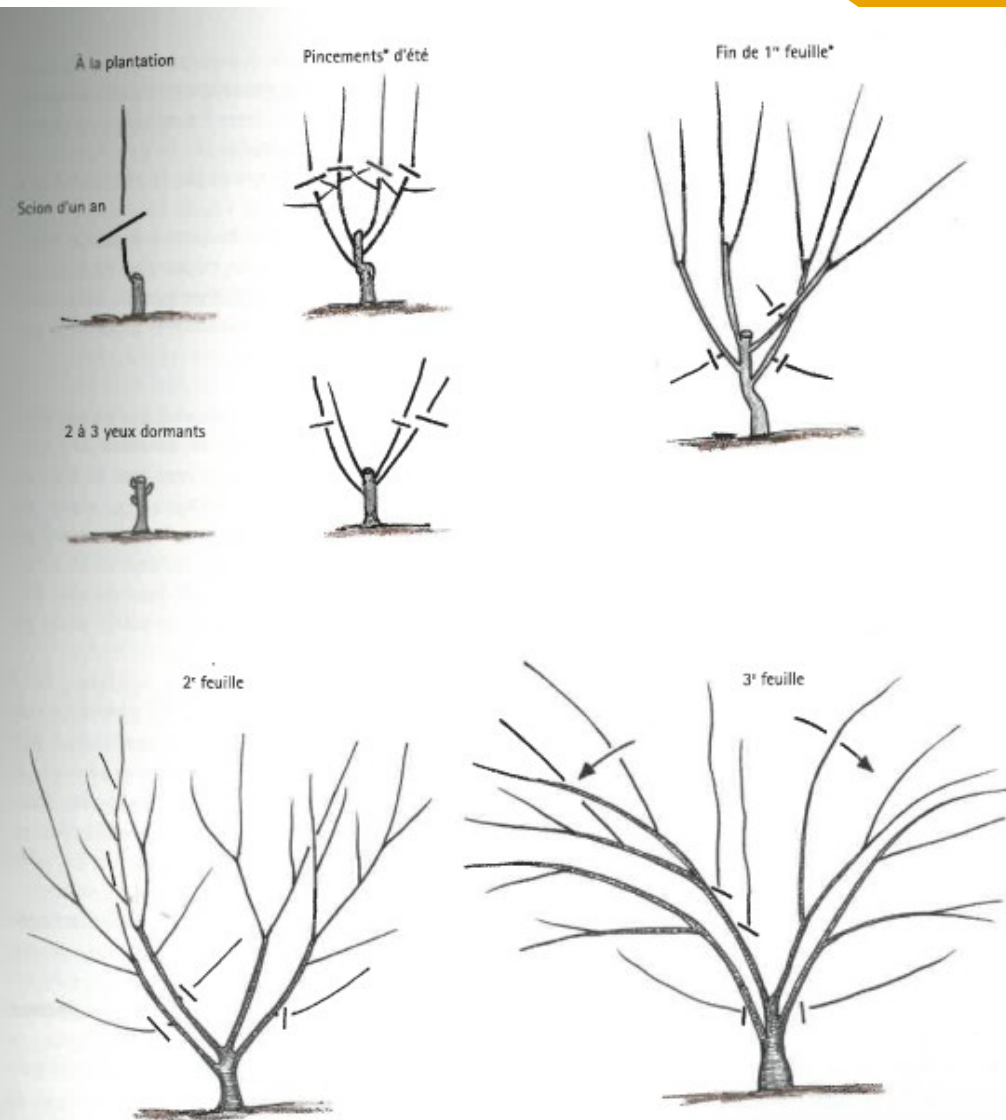 À la plantation
Pincements* d'été
Fin de 1re feuille*
Scion d'un an
2 à 3 yeux dormants
2e feuille
3e feuille